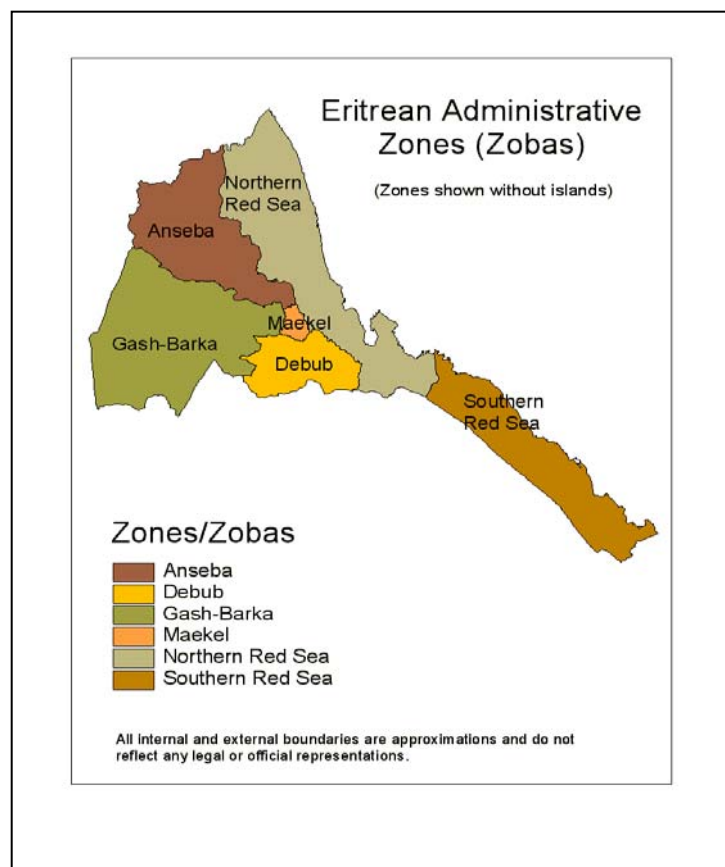 Eritrean Administrative
Zones (Zobas)
(Zones shown without islands)
Northern
Red Sea
Anseba
Maekel
Gash-Barka
Debub
Southern
Red Sea
Zones/Zobas
Anseba
Debub
Gash-Barka
Maekel
Northern Red Sea
Southern Red Sea
All internal and external boundaries are approximations and do not
reflect any legal or official representations.